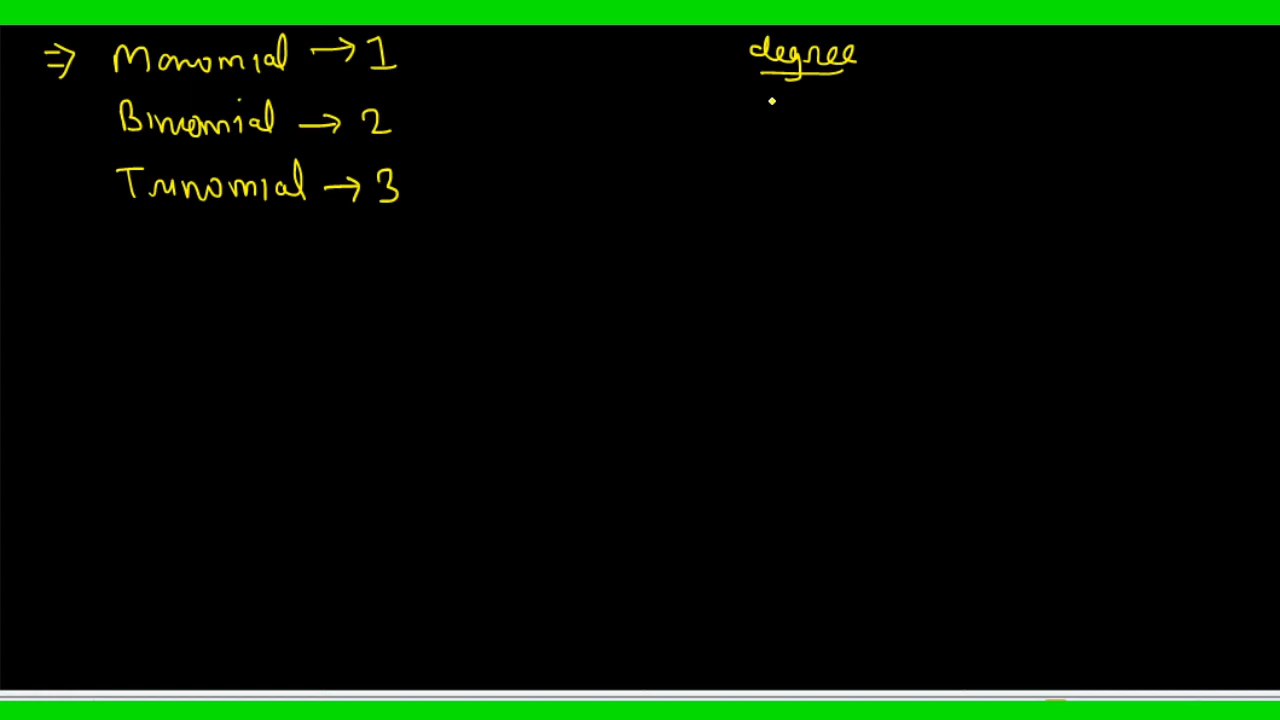 ⇒ Monomial → 1
Binomial → 2
Trinomial → 3
degree